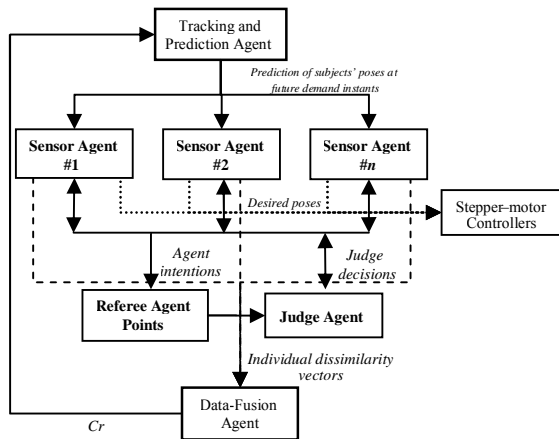 Tracking and
Prediction Agent
Prediction of subjects' poses at
future demand instants
Sensor Agent
#1
Sensor Agent
#2
Sensor Agent
#n
Desired poses
Stepper–motor
Controllers
Agent
intentions
Judge
decisions
Referee Agent
Points
Judge Agent
Individual dissimilarity
vectors
Data-Fusion
Agent
Cr